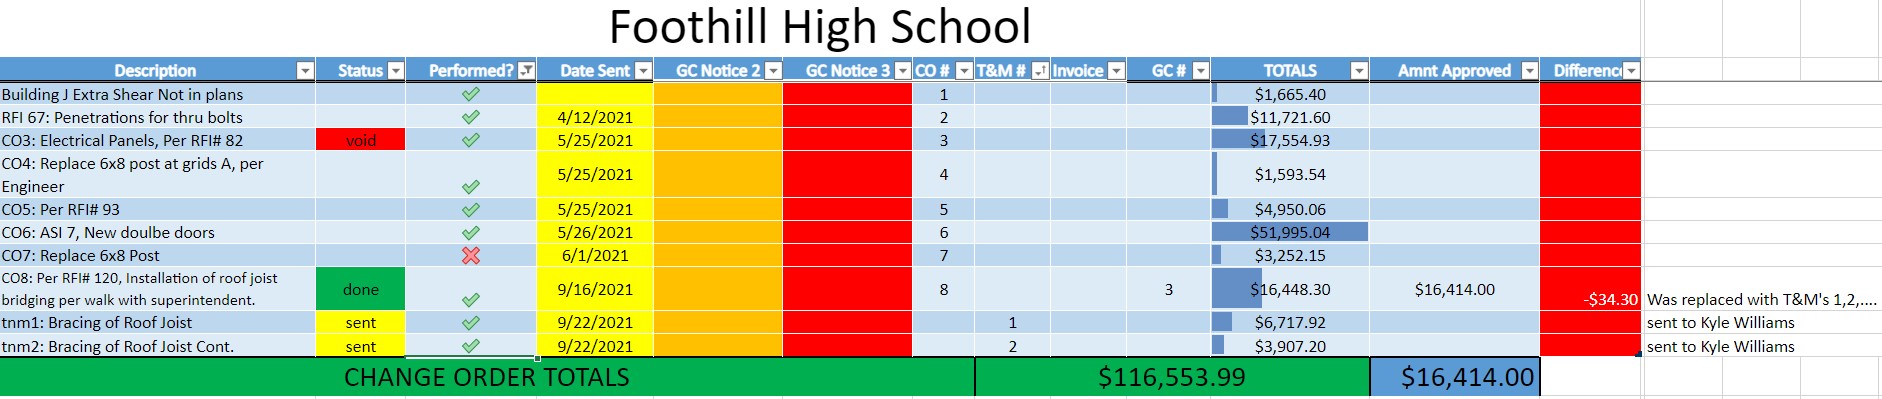 Foothill High School
Description Status Performed? Date Sent GC Notice 2 GC Notice 3 CO # T&M # Invoice GC # TOTALS Amnt Approved Difference
Building J Extra Shear Not in plans 1 $1,665.40
RFI 67: Penetrations for thru bolts 4/12/2021 2 $11,721.60
CO3: Electrical Panels, Per RFI# 82 void 5/25/2021 3 $17,554.93
CO4: Replace 6x8 post at grids A, per
Engineer 5/25/2021 4 $1,593.54
CO5: Per RFI# 93 5/25/2021 5 $4,950.06
CO6: ASI 7, New doulbe doors 5/26/2021 6 $51,995.04
CO7: Replace 6x8 Post 6/1/2021 7 $3,252.15
CO8: Per RFI# 120, Installation of roof joist
bridging per walk with superintendent. done 9/16/2021 8 3 $16,448.30 $16,414.00 -$34.30 Was replaced with T&M's 1,2,....
tnm1: Bracing of Roof Joist sent 9/22/2021 1 $6,717.92 sent to Kyle Williams
tnm2: Bracing of Roof Joist Cont. sent 9/22/2021 2 $3,907.20 sent to Kyle Williams
CHANGE ORDER TOTALS $116,553.99 $16,414.00